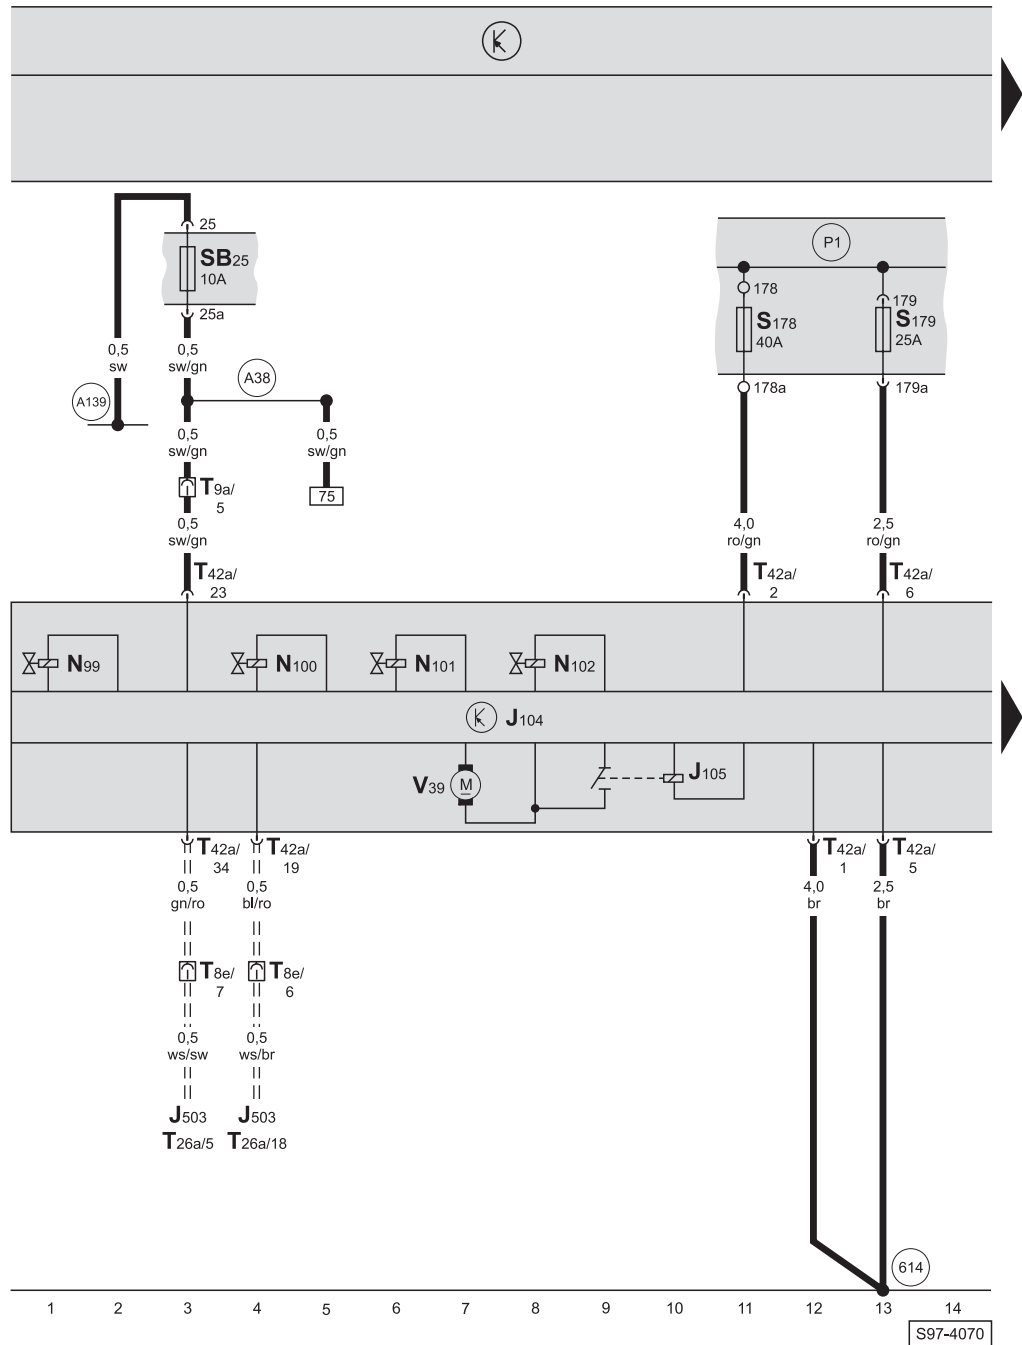 25
SB25
10A
25a
P1
178
179
S178
40A
S179
25A
178a
179a
0,5
sw
0,5
sw/gn
A38
A139
0,5
sw/gn
0,5
sw/gn
T9a/
5
75
0,5
sw/gn
4,0
ro/gn
2,5
ro/gn
T42a/
23
T42a/
2
T42a/
6
N99
N100
N101
N102
J104
V39
M
J105
T42a/
34
T42a/
19
T42a/
1
T42a/
5
0,5
gn/ro
0,5
bl/ro
4,0
br
2,5
br
T8e/
7
T8e/
6
0,5
ws/sw
0,5
ws/br
J503
T26a/5
J503
T26a/18
614
1 2 3 4 5 6 7 8 9 10 11 12 13 14
S97-4070